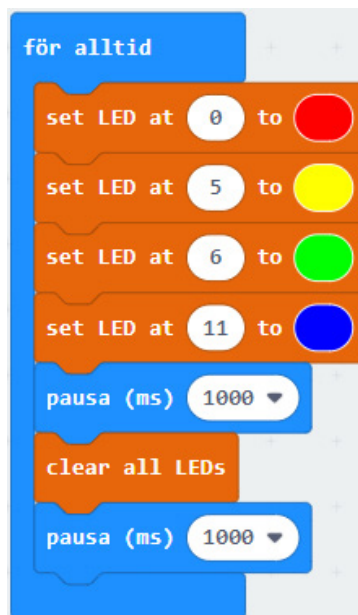 för alltid
set LED at 0 to
set LED at 5 to
set LED at 6 to
set LED at 11 to
pausa (ms) 1000
clear all LEDs
pausa (ms) 1000